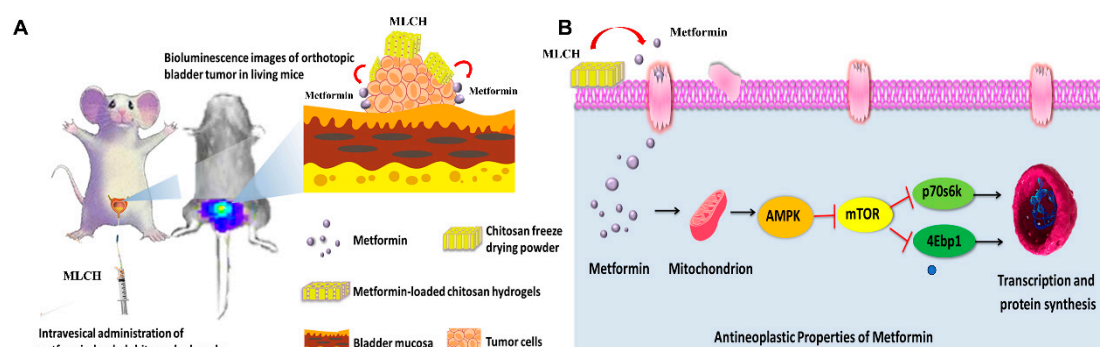 A
Bioluminescence images of orthotopic
bladder tumor in living mice
MLCH
Metformin
Metformin
MLCH
Metformin
Chitosan freeze
drying powder
Metformin-loaded chitosan hydrogels
Bladder mucosa
Tumor cells
Intravesical administration of
B
MLCH
Metformin
Metformin
Mitochondrion
AMPK
mTOR
p70s6k
4Ebp1
Transcription and
protein synthesis
Antineoplastic Properties of Metformin